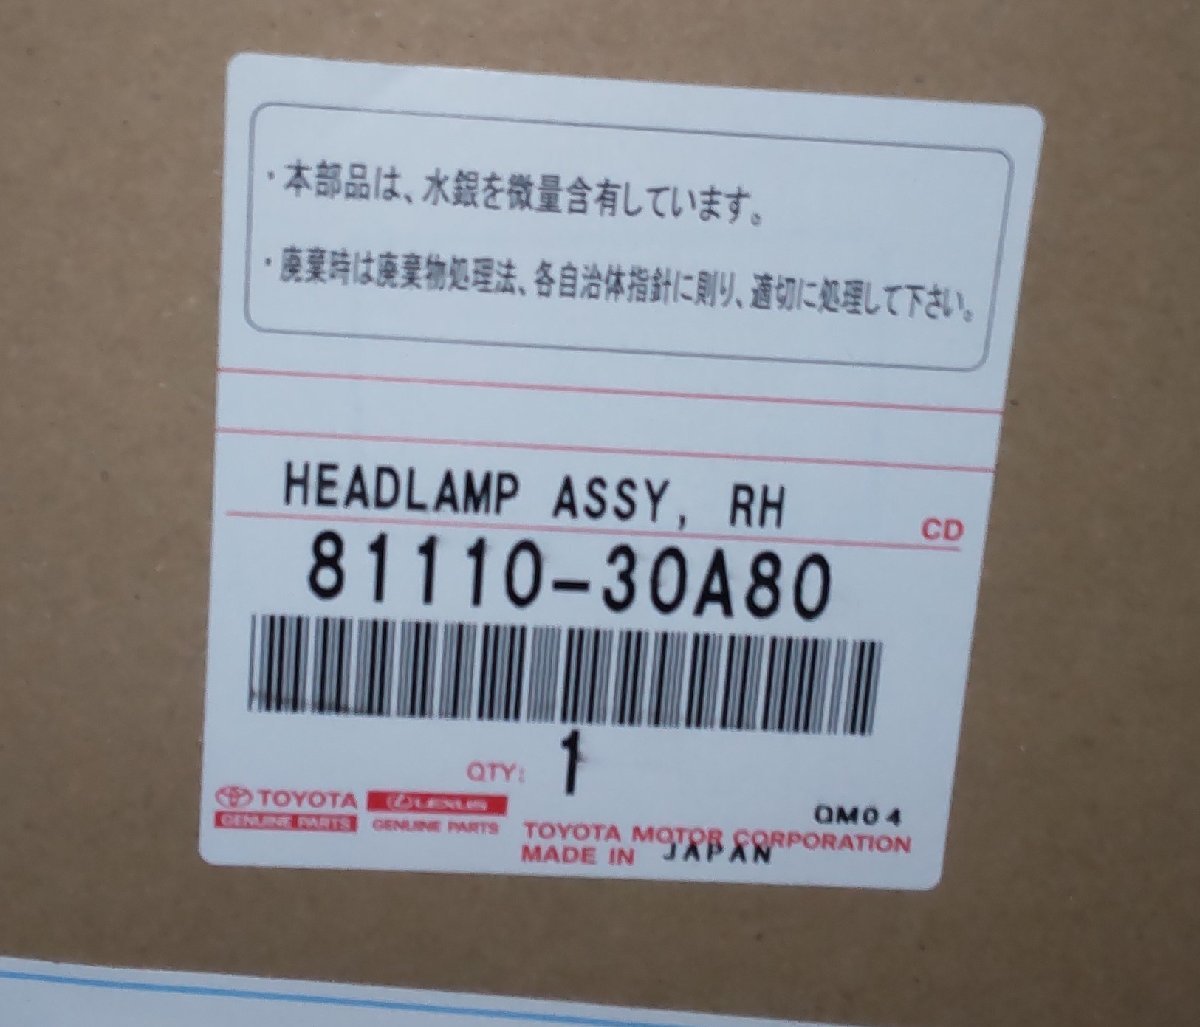 ・本部品は、水銀を微量含有しています。
・廃棄時は廃棄物処理法、各自治体指針に則り、適切に処理して下さい。
HEADLAMP ASSY, RH
CD
81110-30A80
QTY: 1
TOYOTA
GENUINE PARTS
LEXUS
GENUINE PARTS
QM04
TOYOTA MOTOR CORPORATION
MADE IN JAPAN